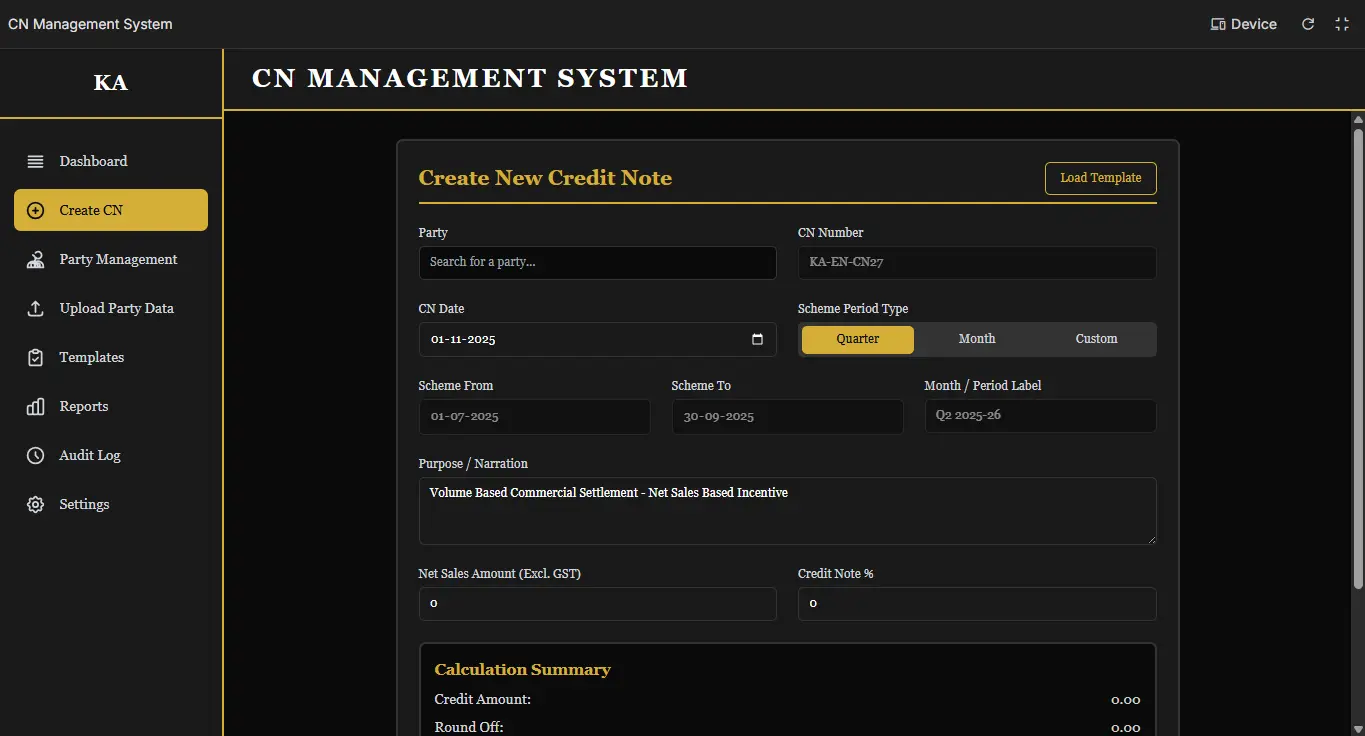 CN Management System
Device
KA
CN MANAGEMENT SYSTEM
Dashboard
Create CN
Party Management
Upload Party Data
Templates
Reports
Audit Log
Settings
Create New Credit Note
Load Template
Party
CN Number
Search for a party...
KA-EN-CN27
CN Date
Scheme Period Type
01-11-2025
Quarter
Month
Custom
Scheme From
Scheme To
Month / Period Label
01-07-2025
30-09-2025
Q2 2025-26
Purpose / Narration
Volume Based Commercial Settlement - Net Sales Based Incentive
Net Sales Amount (Excl. GST)
Credit Note %
0
0
Calculation Summary
Credit Amount:
0.00
Round Off:
0.00